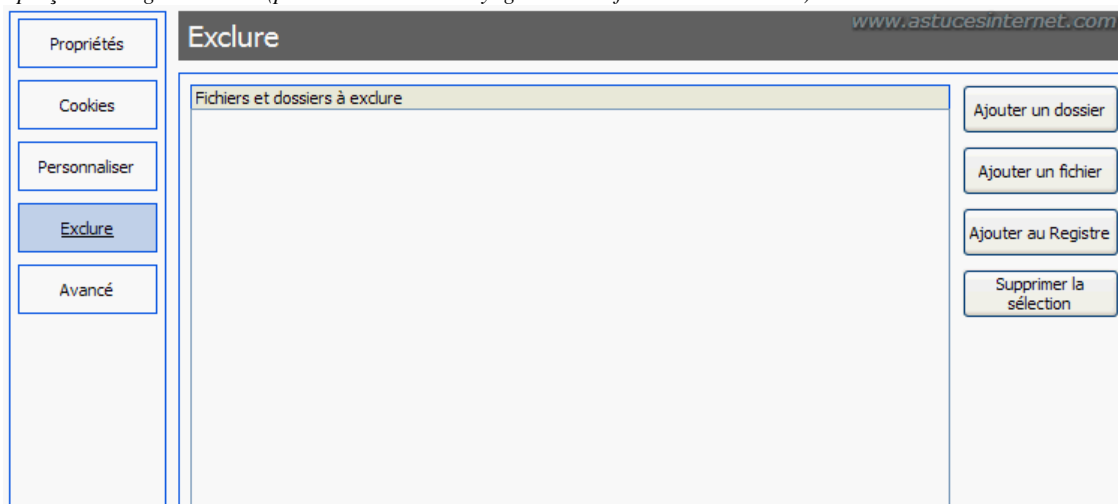 www.astucesinternet.com
Propriétés
Exclure
Cookies
Fichiers et dossiers à exclure
Ajouter un dossier
Personnaliser
Ajouter un fichier
Exclure
Ajouter au Registre
Avancé
Supprimer la
sélection